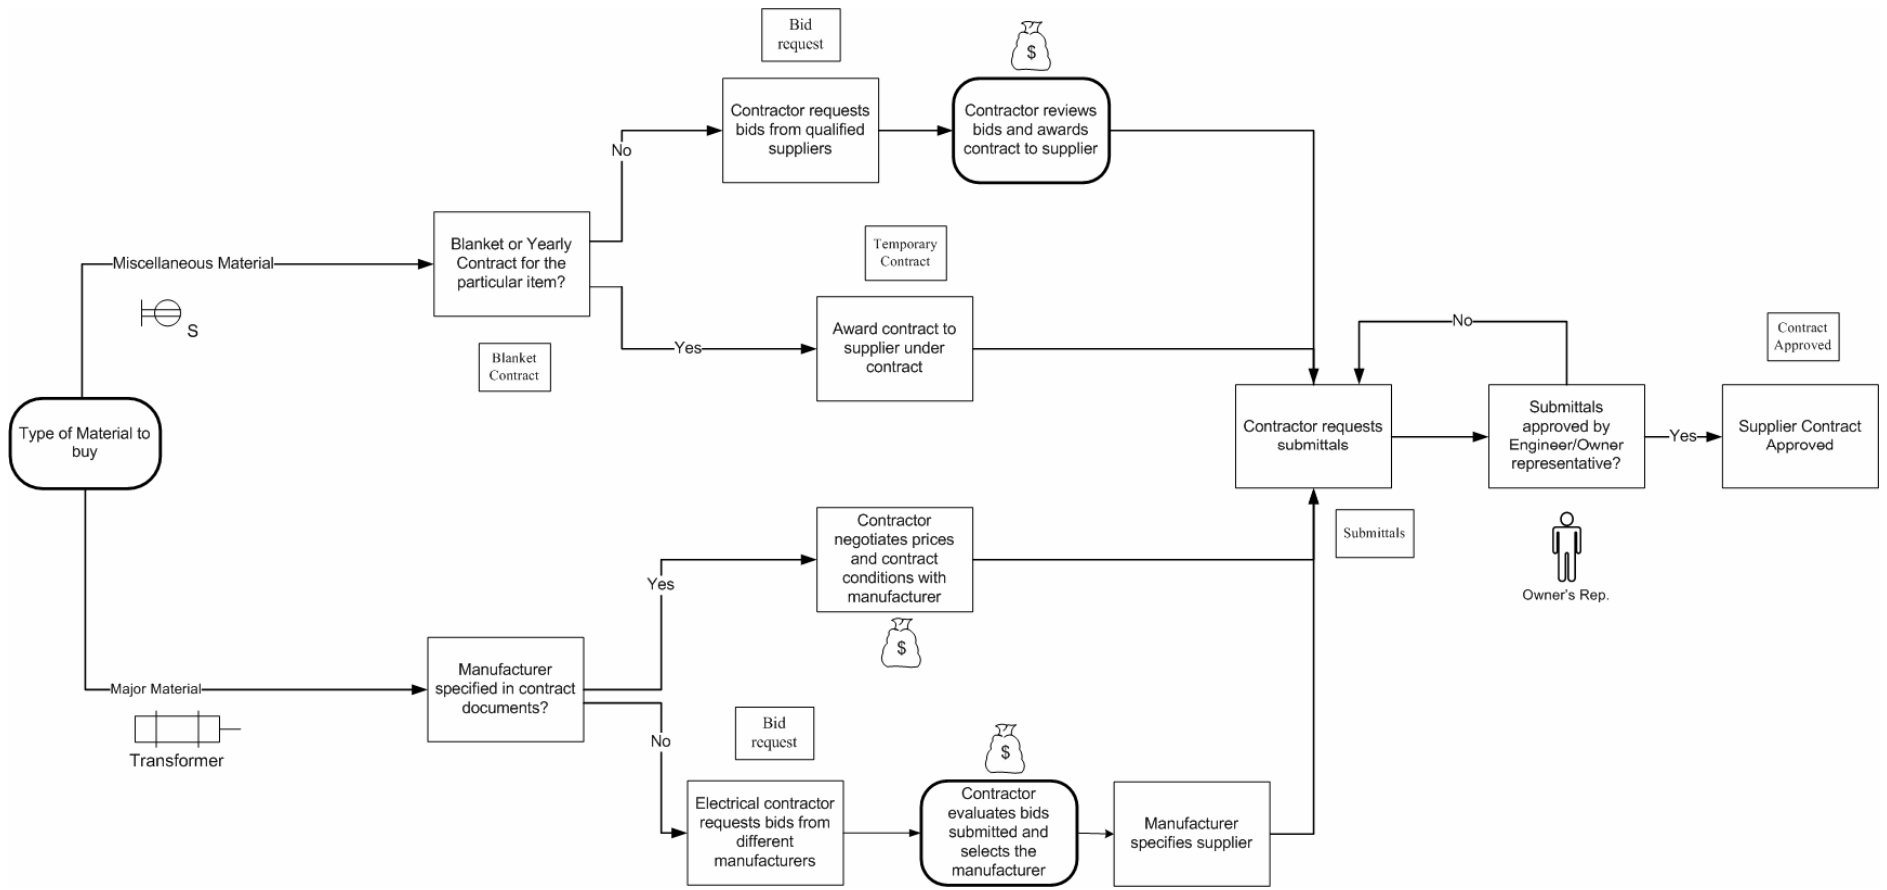 Bid
request
$
Contractor requests
bids from qualified
suppliers
Contractor reviews
bids and awards
contract to supplier
No
Miscellaneous Material
S
Blanket or Yearly
Contract for the
particular item?
Blanket
Contract
Temporary
Contract
Yes
Award contract to
supplier under
contract
No
Contract
Approved
Type of Material to
buy
Contractor requests
submittals
Submittals
approved by
Engineer/Owner
representative?
Yes
Supplier Contract
Approved
Submittals
Owner's Rep.
Contractor
negotiates prices
and contract
conditions with
manufacturer
$
Yes
Major Material
Transformer
Manufacturer
specified in contract
documents?
No
Bid
request
$
Electrical contractor
requests bids from
different
manufacturers
Contractor
evaluates bids
submitted and
selects the
manufacturer
Manufacturer
specifies supplier